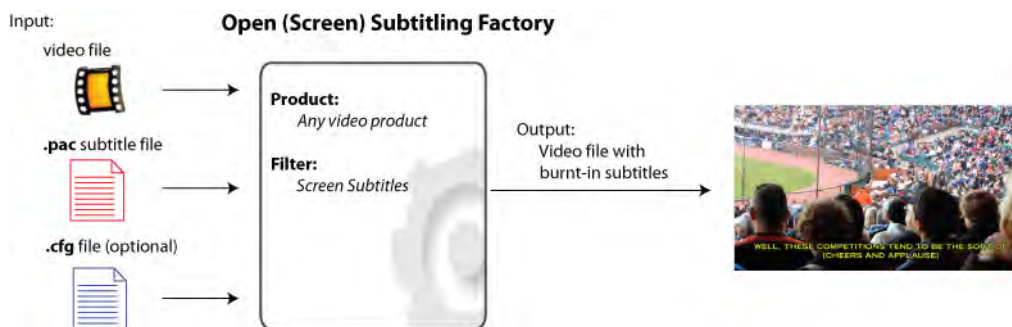 Open (Screen) Subtitling Factory
Input:
video file
.pac subtitle file
.cfg file (optional)
Product:
Any video product
Filter:
Screen Subtitles
Output:
Video file with
burnt-in subtitles
WELL, THESE COMPETITIONS TEND TO BE THE SORT OF
(CHEERS AND APPLAUSE)